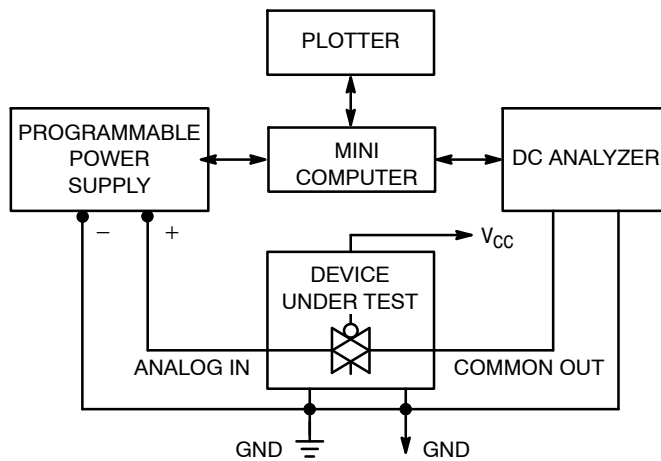 PLOTTER
PROGRAMMABLE
POWER
SUPPLY
MINI
COMPUTER
DC ANALYZER
− +
VCC
DEVICE
UNDER TEST
ANALOG IN
COMMON OUT
GND
GND